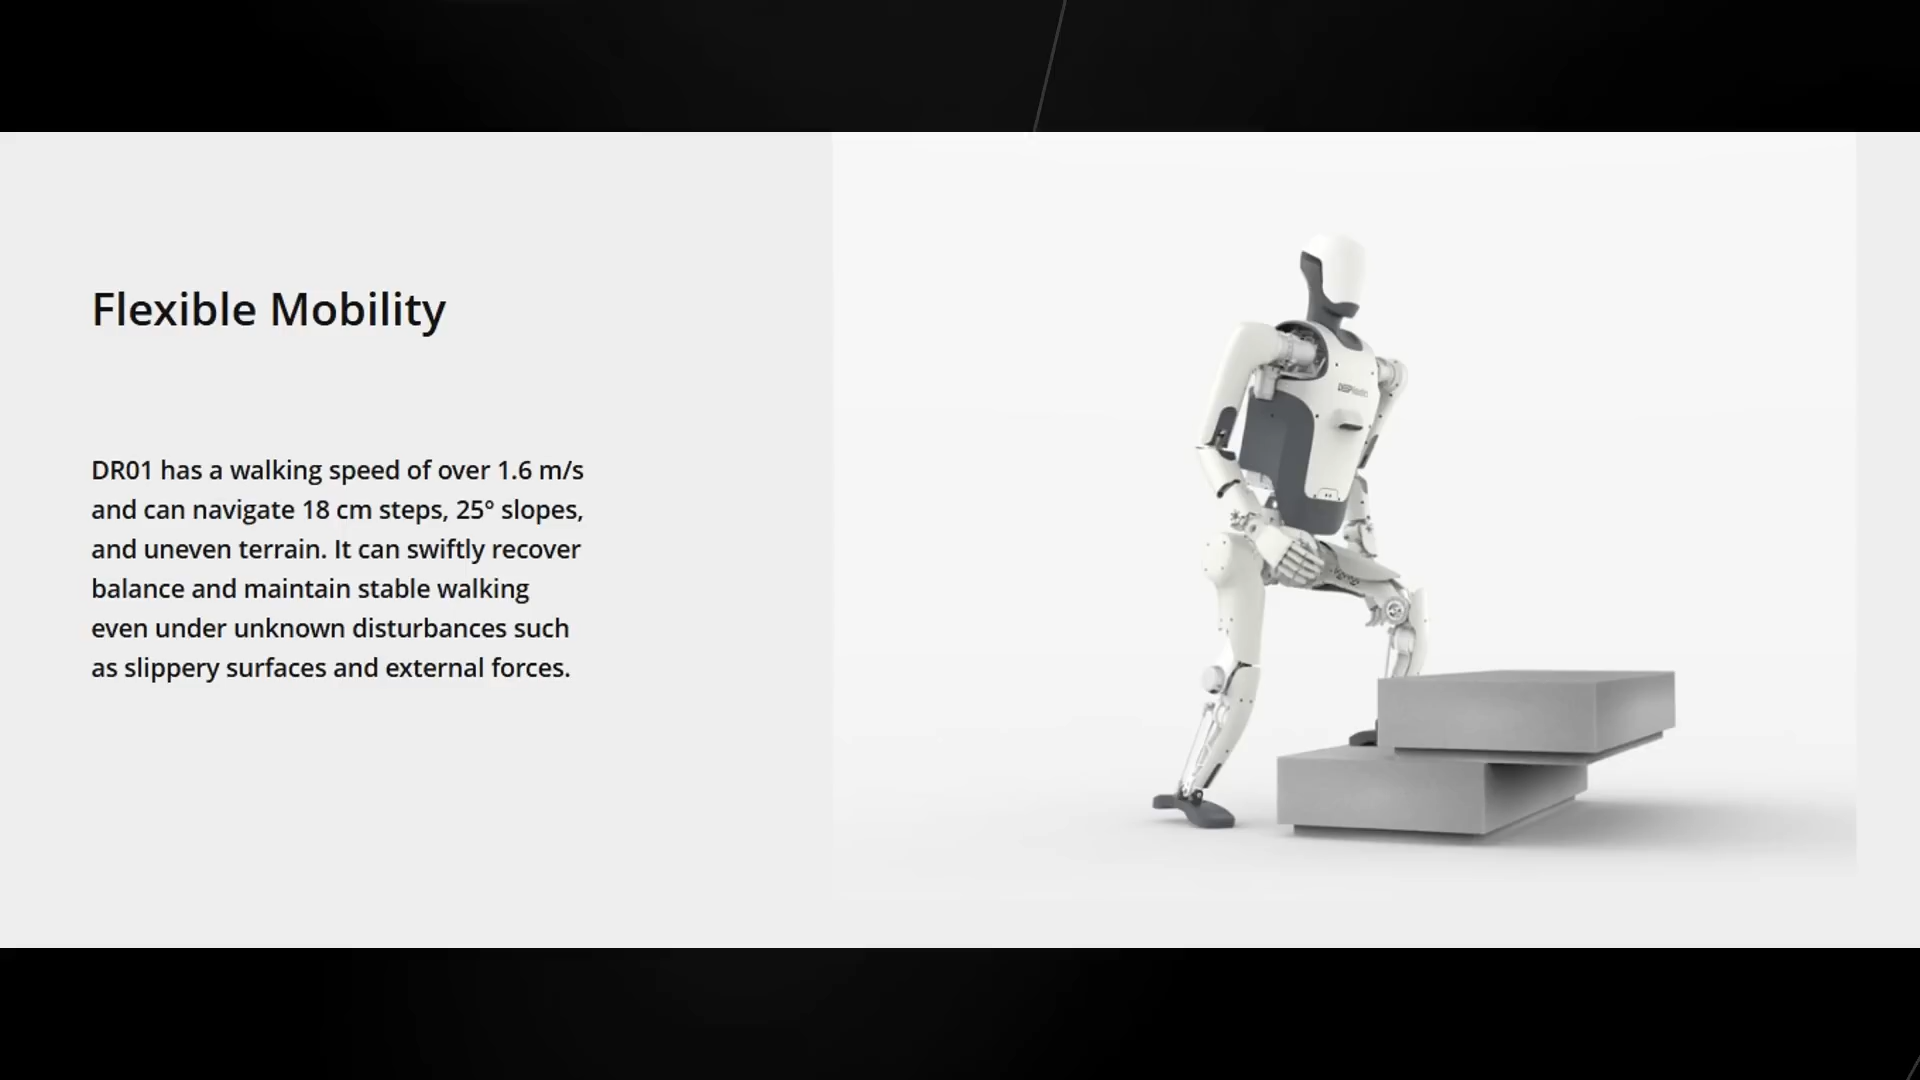 Flexible Mobility
DR01 has a walking speed of over 1.6 m/s
and can navigate 18 cm steps, 25° slopes,
and uneven terrain. It can swiftly recover
balance and maintain stable walking
even under unknown disturbances such
as slippery surfaces and external forces.
DEEP Robotics